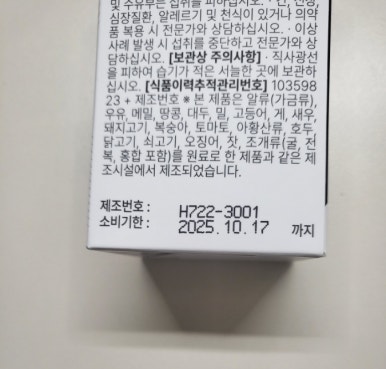 및 수유부는 섭취를 피하십시오. · 간, 신장,
심장질환, 알레르기 및 천식이 있거나 의약
품 복용 시 전문가와 상담하십시오. · 이상
사례 발생 시 섭취를 중단하고 전문가와 상
담하십시오. [보관상 주의사항] · 직사광선
을 피하여 습기가 적은 서늘한 곳에 보관하
십시오. [식품이력추적관리번호] 103598
23 + 제조번호 ※ 본 제품은 알류(가금류),
우유, 메밀, 땅콩, 대두, 밀, 고등어, 게, 새우,
돼지고기, 복숭아, 토마토, 아황산류, 호두,
닭고기, 쇠고기, 오징어, 잣, 조개류(굴, 전
복, 홍합 포함)를 원료로 한 제품과 같은 제
조시설에서 제조되었습니다.
제조번호 : H722-3001
소비기한 : 2025.10.17 까지